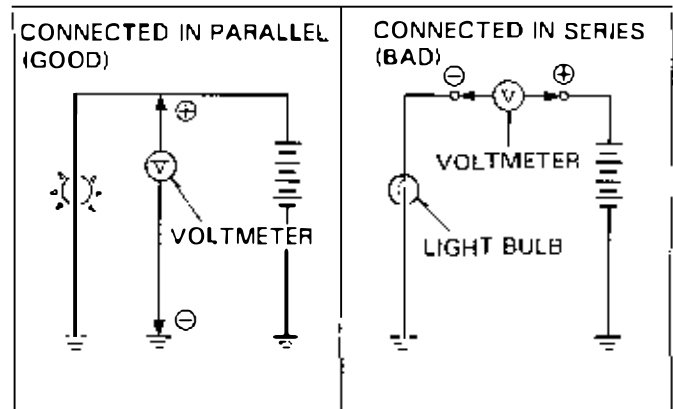 CONNECTED IN PARALLEL
(GOOD)
⊕
V
VOLTMETER
⊖
CONNECTED IN SERIES
(BAD)
⊖
⊕
V
VOLTMETER
LIGHT BULB